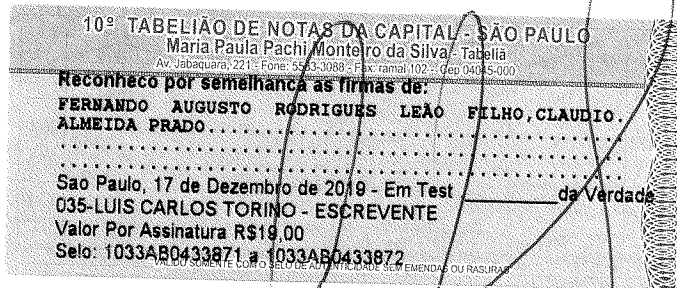 10º TABELIÃO DE NOTAS DA CAPITAL - SÃO PAULO
Maria Paula Pachi Monteiro da Silva - Tabeliã
Av. Jabaquara, 221 - Fone: 5583-3088 - Fax: ramal 102 - Cep 04045-000
Reconheco por semelhanca as firmas de:
FERNANDO AUGUSTO RODRIGUES LEÃO FILHO,CLAUDIO.
ALMEIDA PRADO..........................................
..........................................................
..........................................................
Sao Paulo, 17 de Dezembro de 2019 - Em Test ________da Verdade
035-LUIS CARLOS TORINO - ESCREVENTE
Valor Por Assinatura R$19,00
Selo: 1033AB0433871 a 1033AB0433872
VÁLIDO SOMENTE COM O SELO DE AUTENTICIDADE SEM EMENDAS OU RASURAS